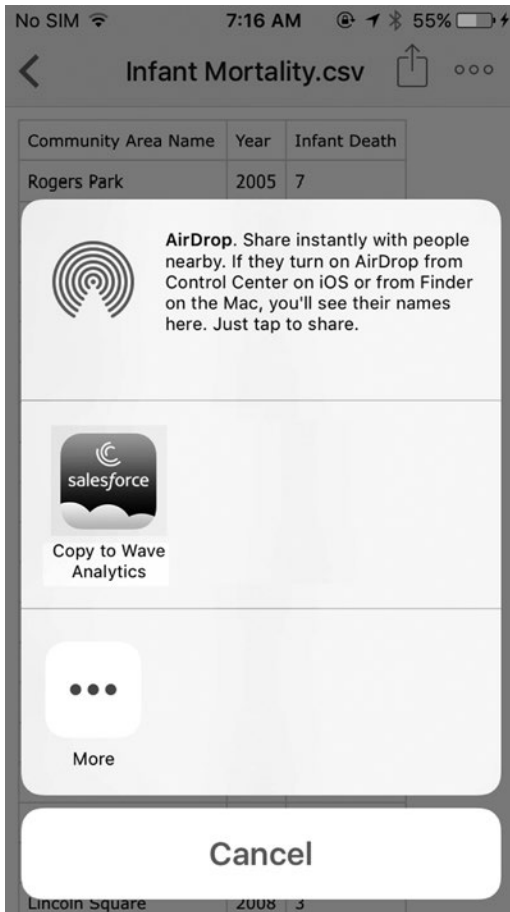 No SIM 7:16 AM 55%
Infant Mortality.csv
Community Area Name Year Infant Death
Rogers Park 2005 7
AirDrop. Share instantly with people
nearby. If they turn on AirDrop from
Control Center on iOS or from Finder
on the Mac, you'll see their names
here. Just tap to share.
salesforce
Copy to Wave
Analytics
More
Cancel
Lincoln Square 2008 3